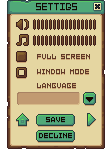 SETTIGS
FULL SCREEN
WINDOW MODE
LANGUAGE
SAVE
DECLINE